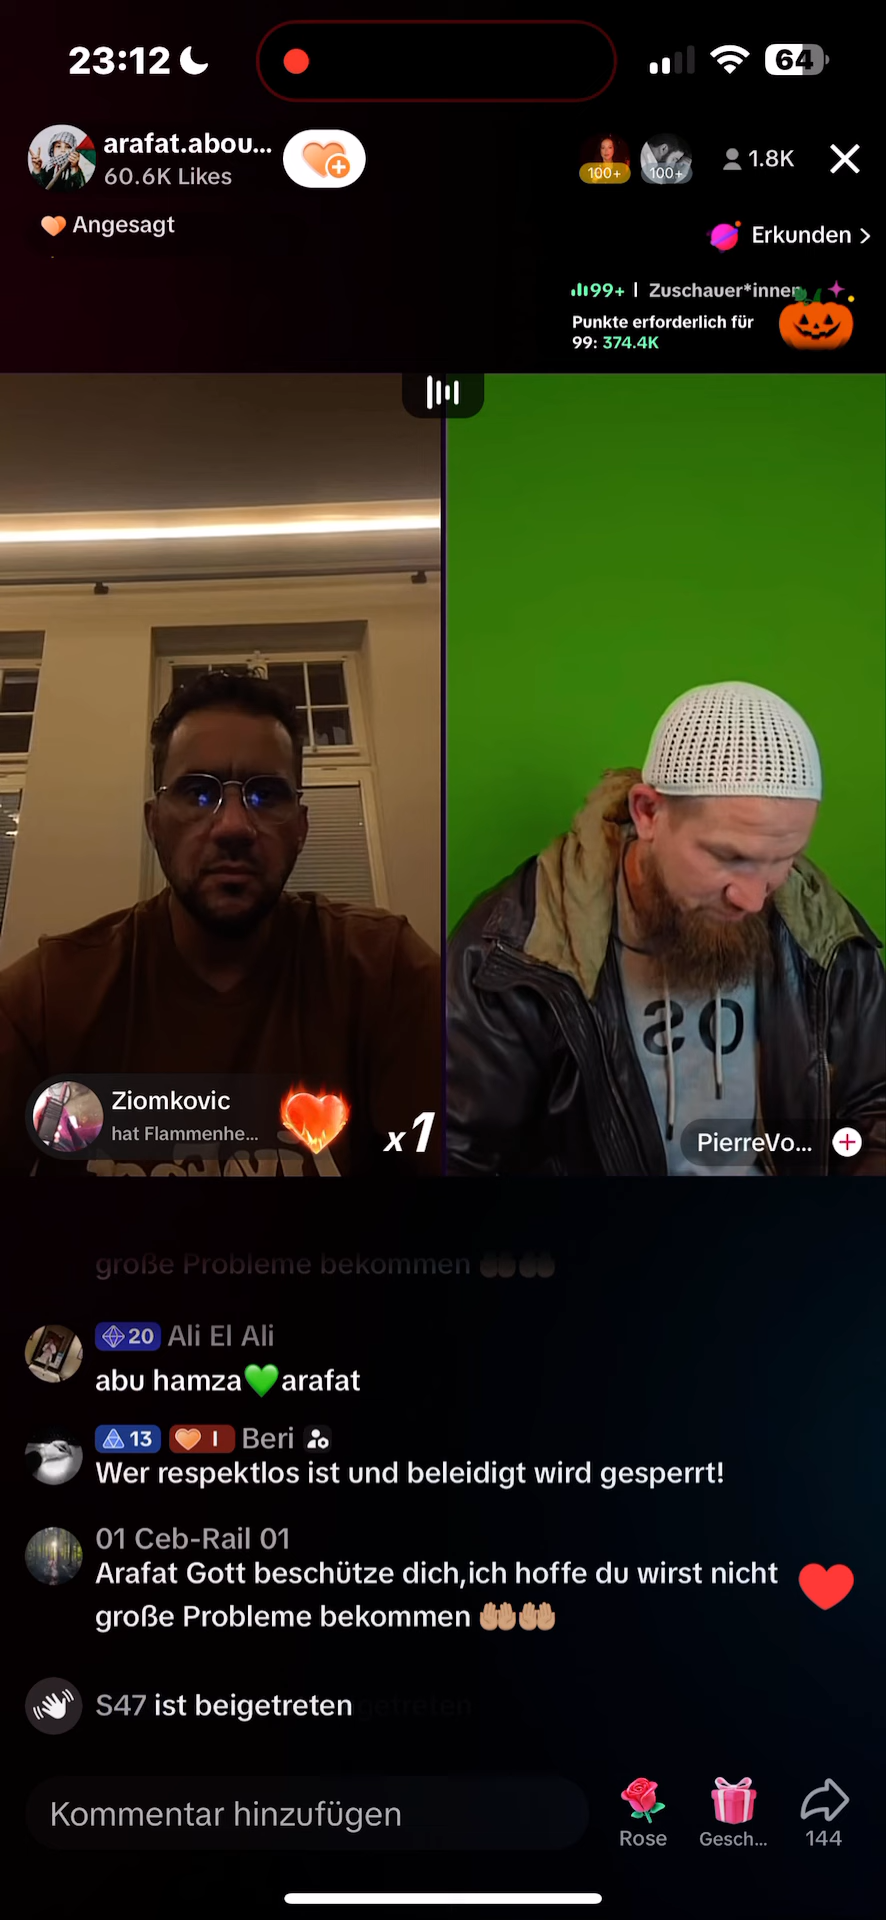 23:12
64
arafat.abou...
60.6K Likes
100+
100+
1.8K
Angesagt
Erkunden >
99+ | Zuschauer*innen
Punkte erforderlich für
99: 374.4K
OS
Ziomkovic
hat Flammenhe...
x1
PierreVo...
große Probleme bekommen 🤲🏼🤲🏼
20 Ali El Ali
abu hamza💚arafat
13 I Beri
Wer respektlos ist und beleidigt wird gesperrt!
01 Ceb-Rail 01
Arafat Gott beschütze dich,ich hoffe du wirst nicht
große Probleme bekommen 🤲🏼🤲🏼
S47 ist beigetreten
Kommentar hinzufügen
Rose
Gesch...
144